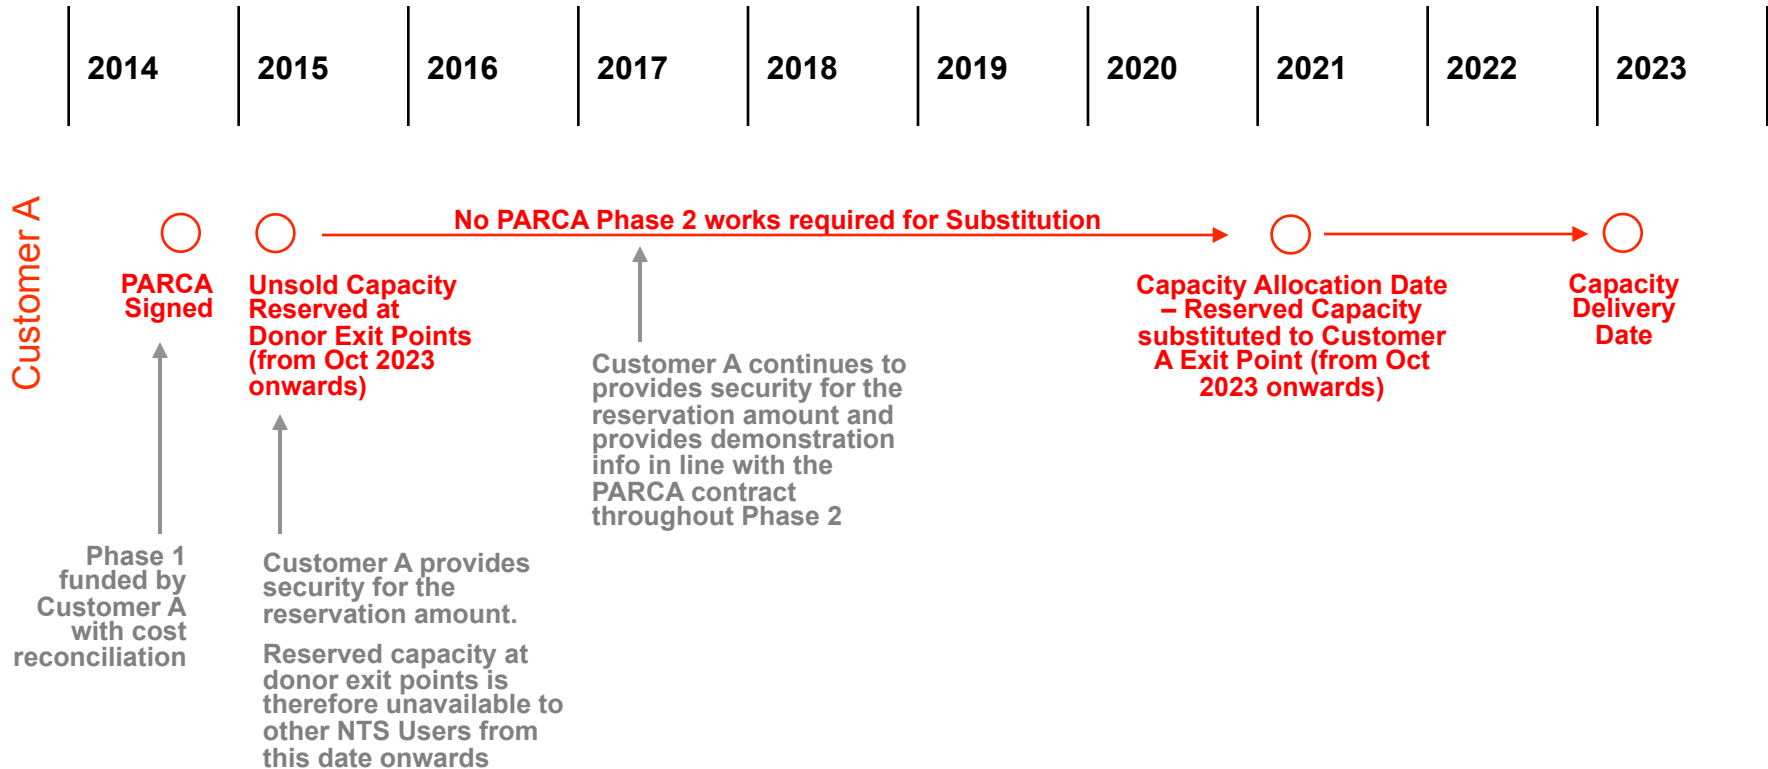 2014
2015
2016
2017
2018
2019
2020
2021
2022
2023
Customer A
No PARCA Phase 2 works required for Substitution
PARCA
Signed
Unsold Capacity
Reserved at
Donor Exit Points
(from Oct 2023
onwards)
Capacity Allocation Date
– Reserved Capacity
substituted to Customer
A Exit Point (from Oct
2023 onwards)
Capacity
Delivery
Date
Customer A continues to
provides security for the
reservation amount and
provides demonstration
info in line with the
PARCA contract
throughout Phase 2
Phase 1
funded by
Customer A
with cost
reconciliation
Customer A provides
security for the
reservation amount.
Reserved capacity at
donor exit points is
therefore unavailable to
other NTS Users from
this date onwards